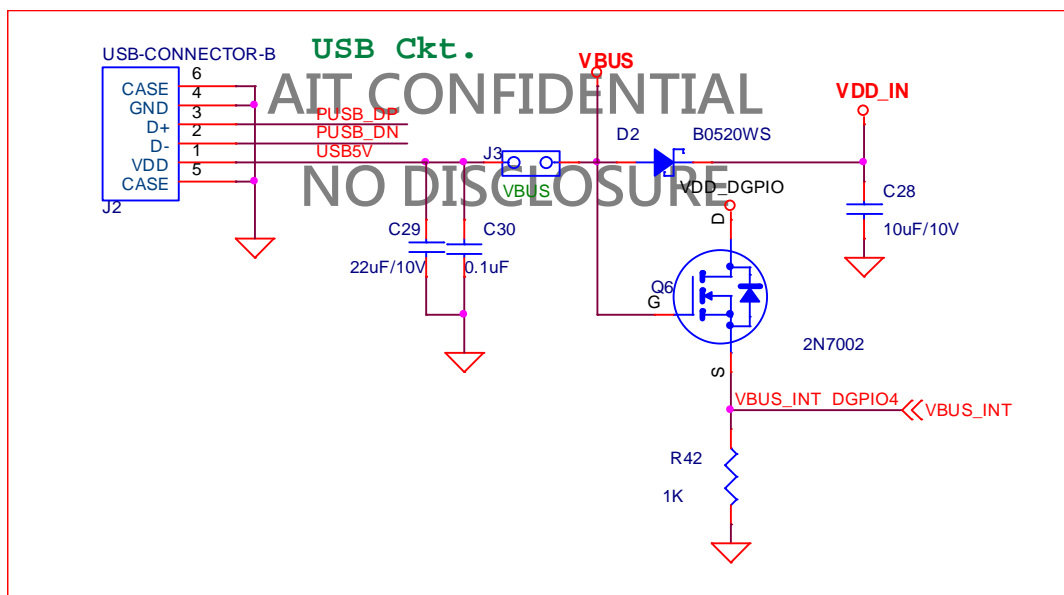 USB Ckt.
USB-CONNECTOR-B
AIT CONFIDENTIAL
NO DISCLOSURE
CASE
GND
D+
D-
VDD
CASE
6
4
3
2
1
5
J2
PUSB_DP
PUSB_DN
USB5V
J3
VBUS
VBUS
D2
B0520WS
VDD_IN
C29
22uF/10V
C30
0.1uF
C28
10uF/10V
VDD_DGPIO
D
Q6
G
2N7002
S
VBUS_INT DGPIO4
VBUS_INT
R42
1K